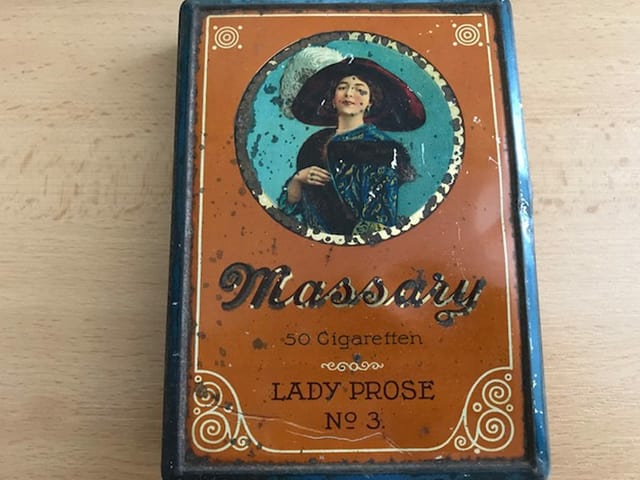 Massary
50 Cigaretten
LADY PROSE
Nº 3.